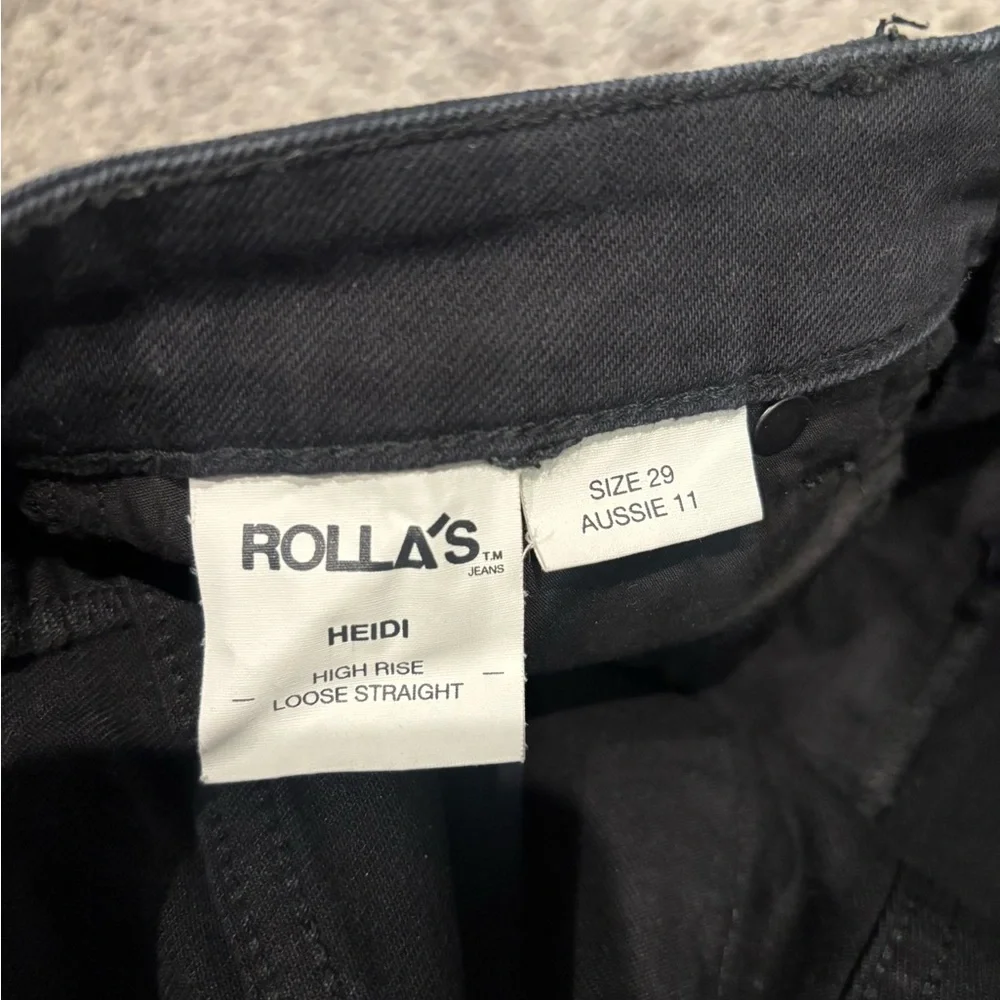 ROLLA'S T.M
JEANS
HEIDI
HIGH RISE
— LOOSE STRAIGHT —
SIZE 29
AUSSIE 11